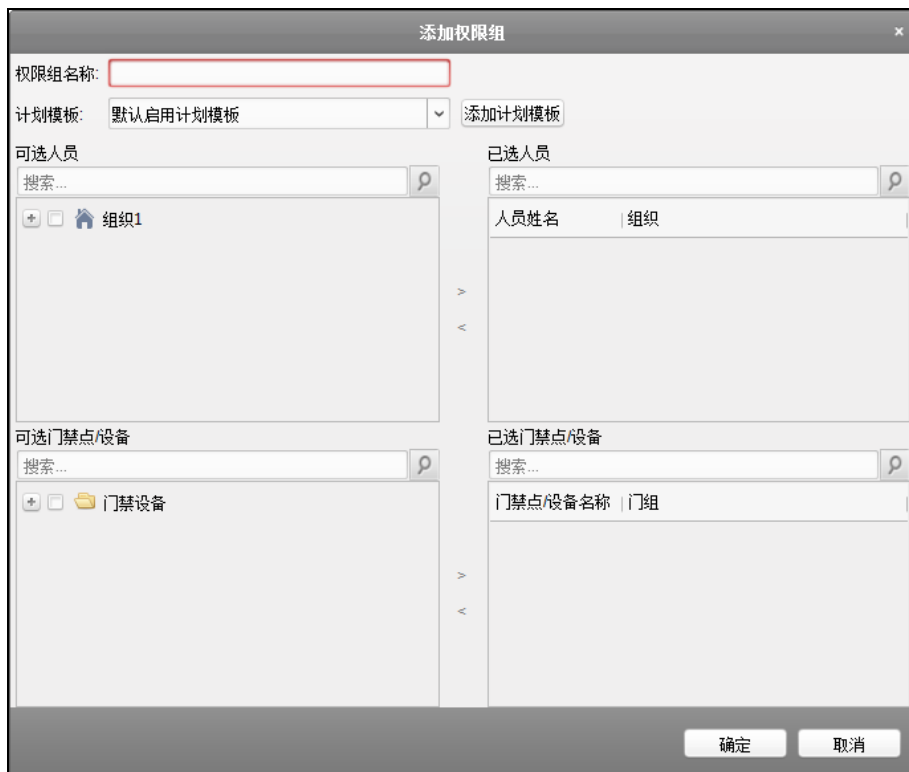 添加权限组
权限组名称:
计划模板: 默认启用计划模板 添加计划模板
可选人员 已选人员
搜索... 搜索...
组织1 人员姓名 组织
> 
<
可选门禁点/设备 已选门禁点/设备
搜索... 搜索...
门禁设备 门禁点/设备名称 门组
>
<
确定 取消